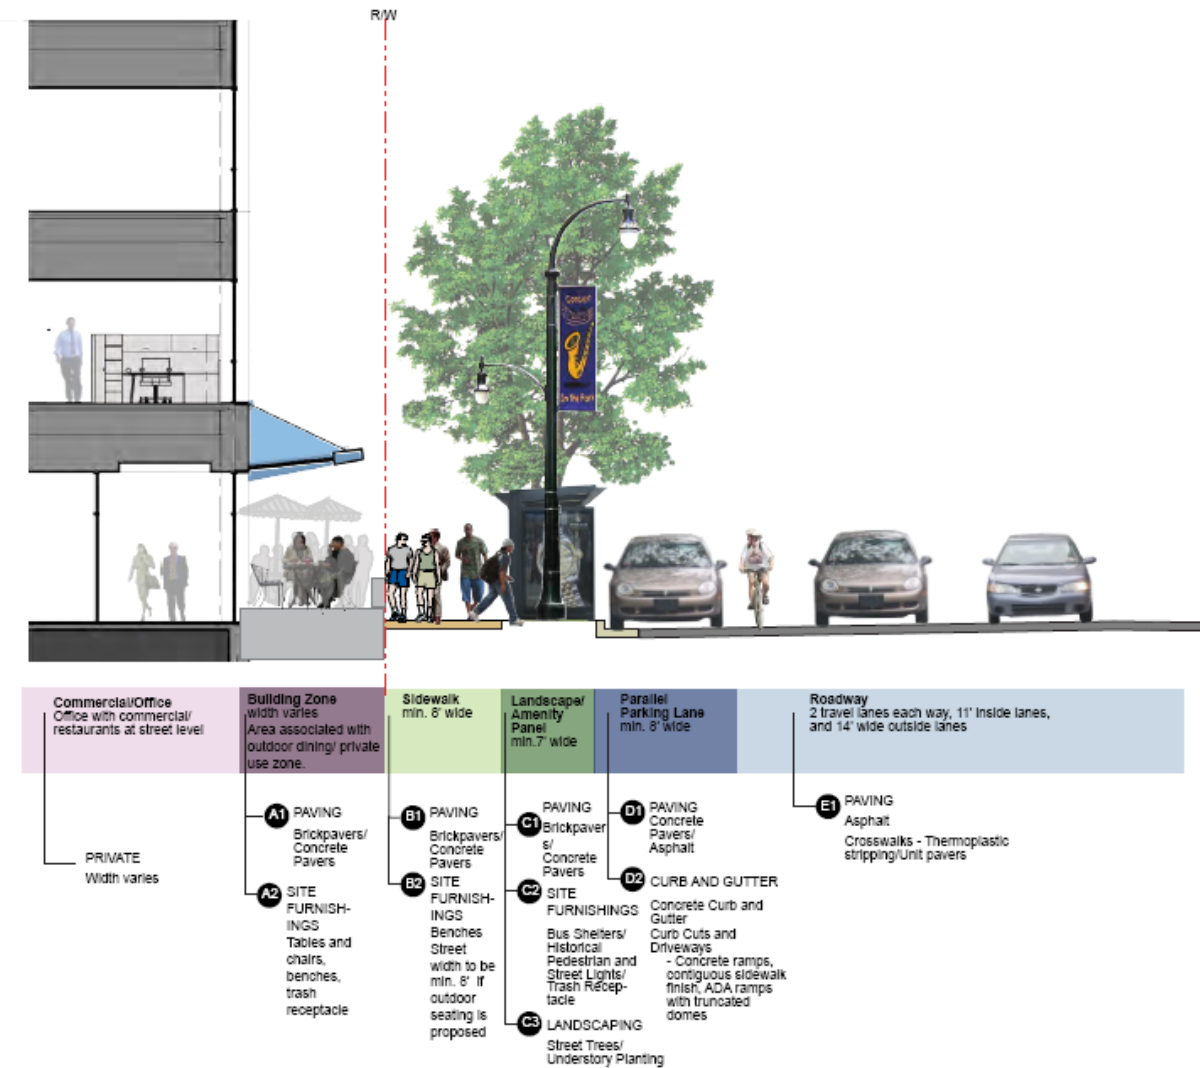 R/W
Concert
In the Park
Commercial/Office
Office with commercial/
restaurants at street level
Building Zone
width varies
Area associated with
outdoor dining/ private
use zone.
Sidewalk
min. 8' wide
Landscape/
Amenity
Panel
min.7' wide
Parallel
Parking Lane
min. 8' wide
Roadway
2 travel lanes each way, 11' inside lanes,
and 14' wide outside lanes
PRIVATE
Width varies
A1 PAVING
Brickpavers/
Concrete
Pavers
A2 SITE
FURNISH-
INGS
Tables and
chairs,
benches,
trash
receptacle
B1 PAVING
Brickpavers/
Concrete
Pavers
B2 SITE
FURNISH-
INGS
Benches
Street
width to be
min. 8' if
outdoor
seating is
proposed
C1 PAVING
Brickpaver
s/
Concrete
Pavers
C2 SITE
FURNISHINGS
Bus Shelters/
Historical
Pedestrian and
Street Lights/
Trash Recep-
tacle
C3 LANDSCAPING
Street Trees/
Understory Planting
D1 PAVING
Concrete
Pavers/
Asphalt
D2 CURB AND GUTTER
Concrete Curb and
Gutter
Curb Cuts and
Driveways
- Concrete ramps,
contiguous sidewalk
finish, ADA ramps
with truncated
domes
E1 PAVING
Asphalt
Crosswalks - Thermoplastic
stripping/Unit pavers